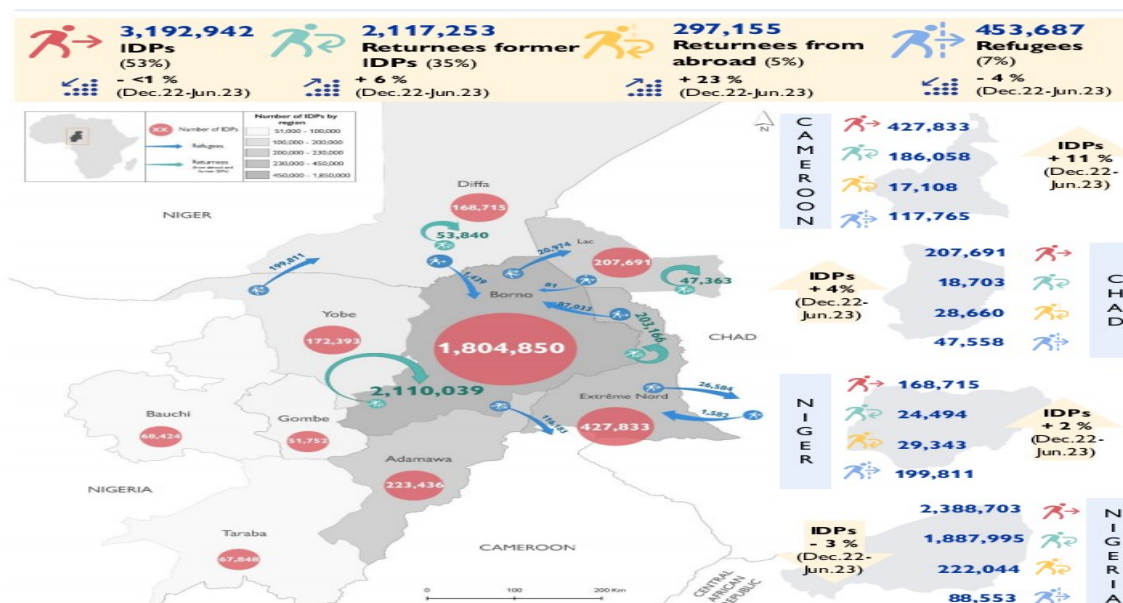 3,192,942
IDPs
(53%)
- <1 %
(Dec.22-Jun.23)
2,117,253
Returnees former
IDPs (35%)
+ 6 %
(Dec.22-Jun.23)
297,155
Returnees from
abroad (5%)
+ 23 %
(Dec.22-Jun.23)
453,687
Refugees
(7%)
- 4 %
(Dec.22-Jun.23)
XX Number of IDPs
Refugees
Returnees
(from abroad and
former IDPs)
Number of IDPs by
region
51,000 - 100,000
100,000 - 200,000
200,000 - 230,000
230,000 - 450,000
450,000 - 1,850,000
N
NIGER
Diffa
168,715
53,840
199,811
1,439
20,974
Lac
207,691
47,363
81
Borno
87,033
203,166
CHAD
Yobe
172,393
1,804,850
2,110,039
Bauchi
68,424
Gombe
51,752
Extrême Nord
427,833
26,584
1,582
Adamawa
223,436
NIGERIA
Taraba
67,848
CAMEROON
CENTRAL
AFRICAN
REPUBLIC
0 100 200 Km
CAMEROON
427,833
186,058
17,108
117,765
IDPs
+ 11 %
(Dec.22-
Jun.23)
IDPs
+ 4%
(Dec.22-
Jun.23)
207,691
18,703
28,660
47,558
CHAD
NIGER
168,715
24,494
29,343
199,811
IDPs
+ 2 %
(Dec.22-
Jun.23)
IDPs
- 3 %
(Dec.22-
Jun.23)
2,388,703
1,887,995
222,044
88,553
NIGERIA